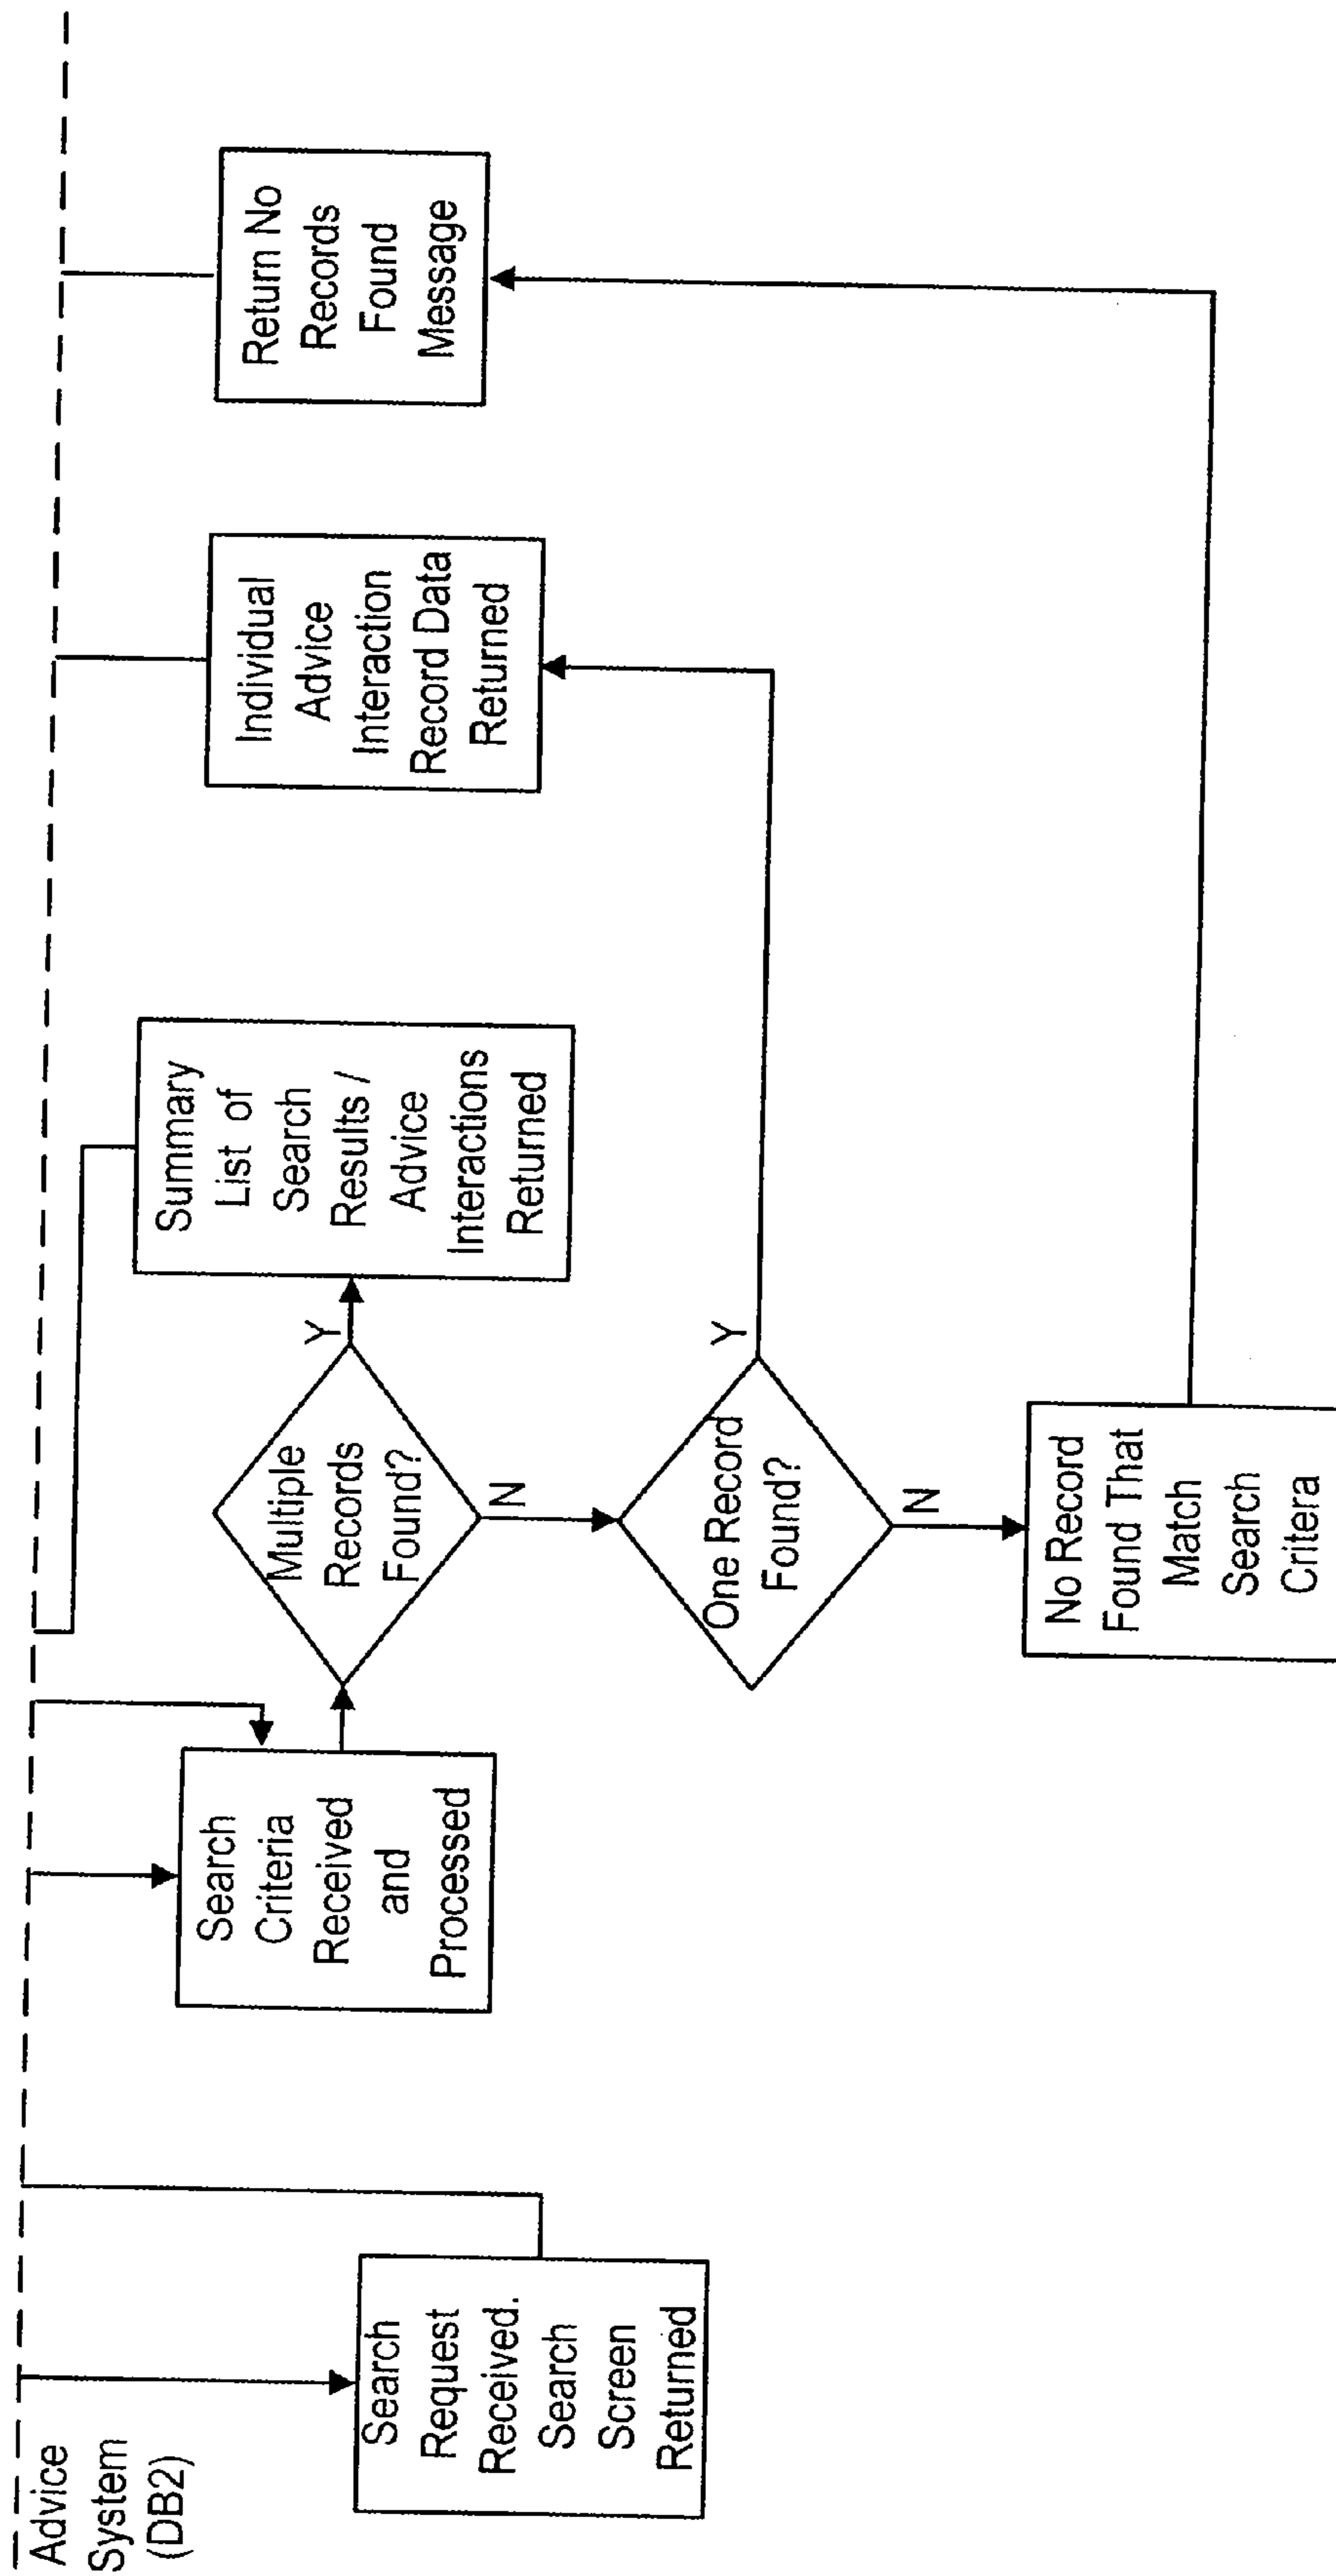 Advice
System
(DB2)
Search
Request
Received.
Search
Screen
Returned
Search
Criteria
Received
and
Processed
Multiple
Records
Found?
Y
N
Summary
List of
Search
Results /
Advice
Interactions
Returned
One Record
Found?
Y
N
No Record
Found That
Match
Search
Critera
Individual
Advice
Interaction
Record Data
Returned
Return No
Records
Found
Message